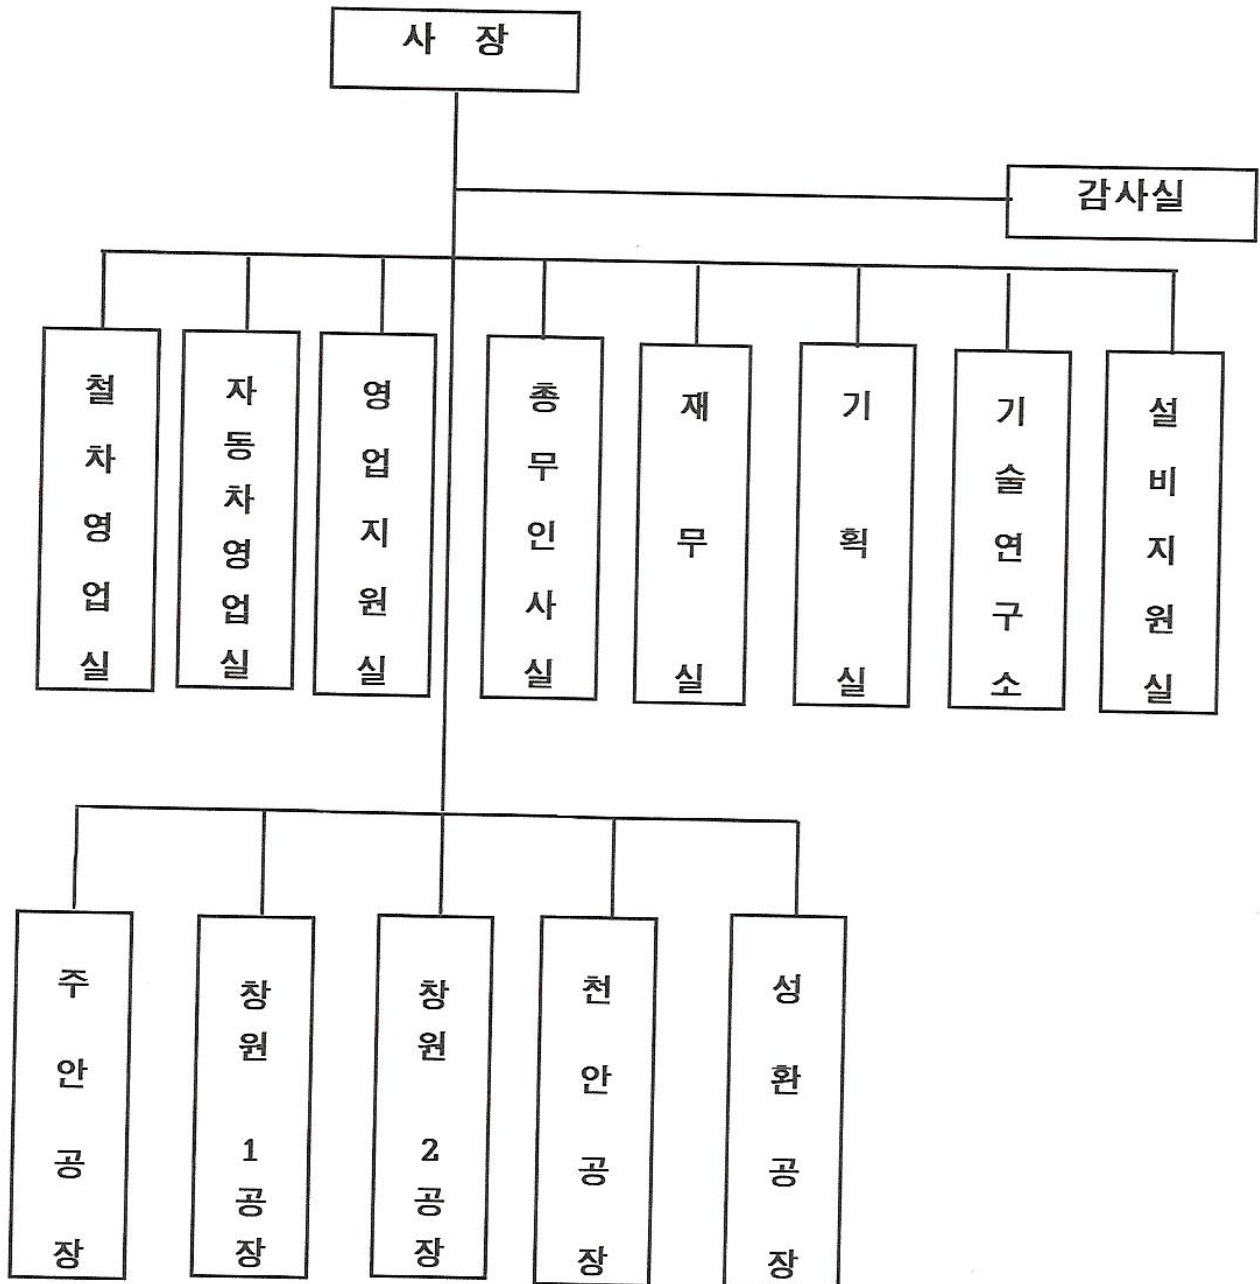 사 장
감사실
철차영업실
자동차영업실
영업지원실
총무인사실
재무실
기획실
기술연구소
설비지원실
주안공장
창원 1공장
창원 2공장
천안공장
성환공장